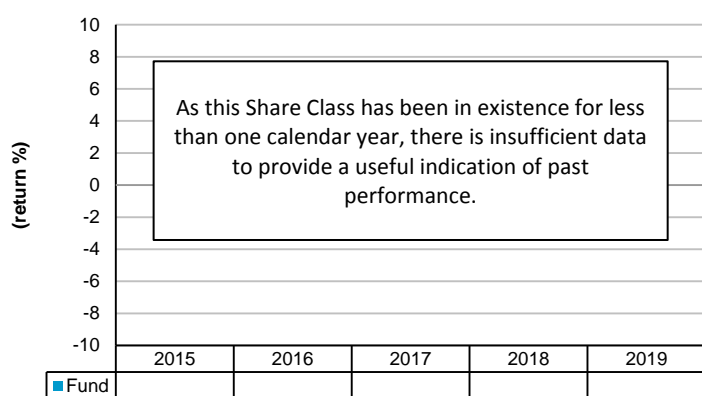 10
8
6
4
2
0
-2
-4
-6
-8
-10
(return %)
As this Share Class has been in existence for less
than one calendar year, there is insufficient data
to provide a useful indication of past
performance.
2015 2016 2017 2018 2019
Fund